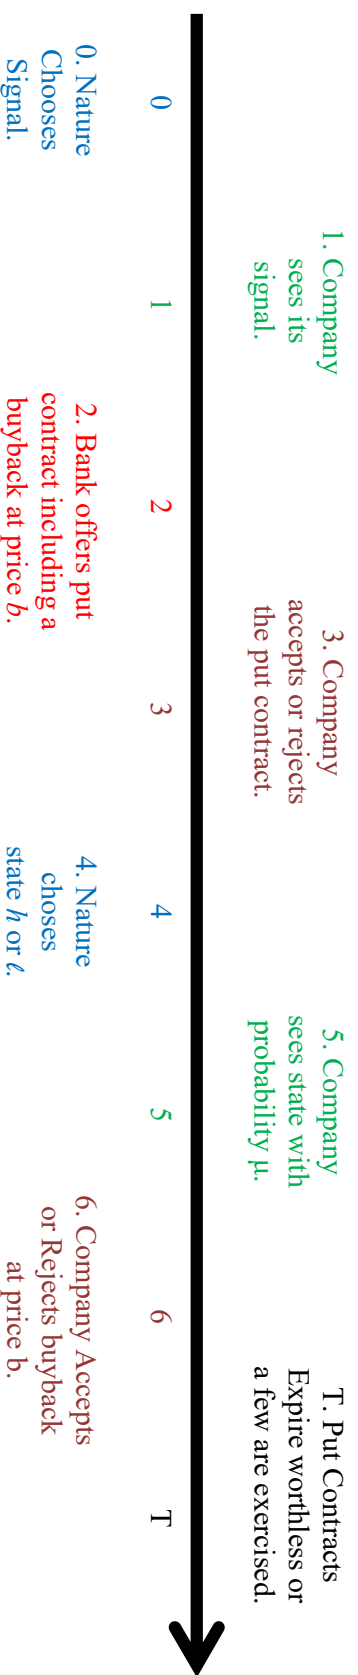 1. Company
sees its
signal.
3. Company
accepts or rejects
the put contract.
5. Company
sees state with
probability μ.
T. Put Contracts
Expire worthless or
a few are exercised.
0
1
2
3
4
5
6
T
0. Nature
Chooses
Signal.
2. Bank offers put
contract including a
buyback at price b.
4. Nature
choses
state h or ℓ.
6. Company Accepts
or Rejects buyback
at price b.